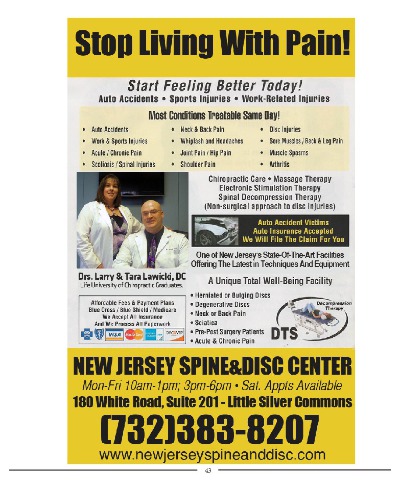 Stop Living With Pain!
Start Feeling Better Today!
Auto Accidents • Sports Injuries • Work-Related Injuries
Most Conditions Treatable Same Day!
• Auto Accidents
• Work & Sports Injuries
• Acute / Chronic Pain
• Scoliosis / Spinal Injuries
• Neck & Back Pain
• Whiplash and Headaches
• Joint Pain / Hip Pain
• Shoulder Pain
• Disc Injuries
• Sore Muscles / Back & Leg Pain
• Muscle Spasms
• Arthritis
Chiropractic Care • Massage Therapy
Electronic Stimulation Therapy
Spinal Decompression Therapy
(Non-surgical approach to disc injuries)
Auto Accident Victims
Auto Insurance Accepted
We Will File The Claim For You
One of New Jersey's State-Of-The-Art Facilities
Offering The Latest in Techniques And Equipment
Drs. Larry & Tara Lawicki, DC
Life University of Chiropractic Graduates.
A Unique Total Well-Being Facility
Affordable Fees & Payment Plans
Blue Cross / Blue Shield / Medicare
We Accept All Insurance
And We Process All Paperwork
VISA
DISCOVER
• Herniated or Bulging Discs
• Degenerative Discs
• Neck or Back Pain
• Sciatica
• Pre-Post Surgery Patients
• Acute & Chronic Pain
Decompression
Therapy
DTS
NEW JERSEY SPINE&DISC CENTER
Mon-Fri 10am-1pm; 3pm-6pm • Sat. Appts Available
180 White Road, Suite 201 - Little Silver Commons
(732)383-8207
www.newjerseyspineanddisc.com
43